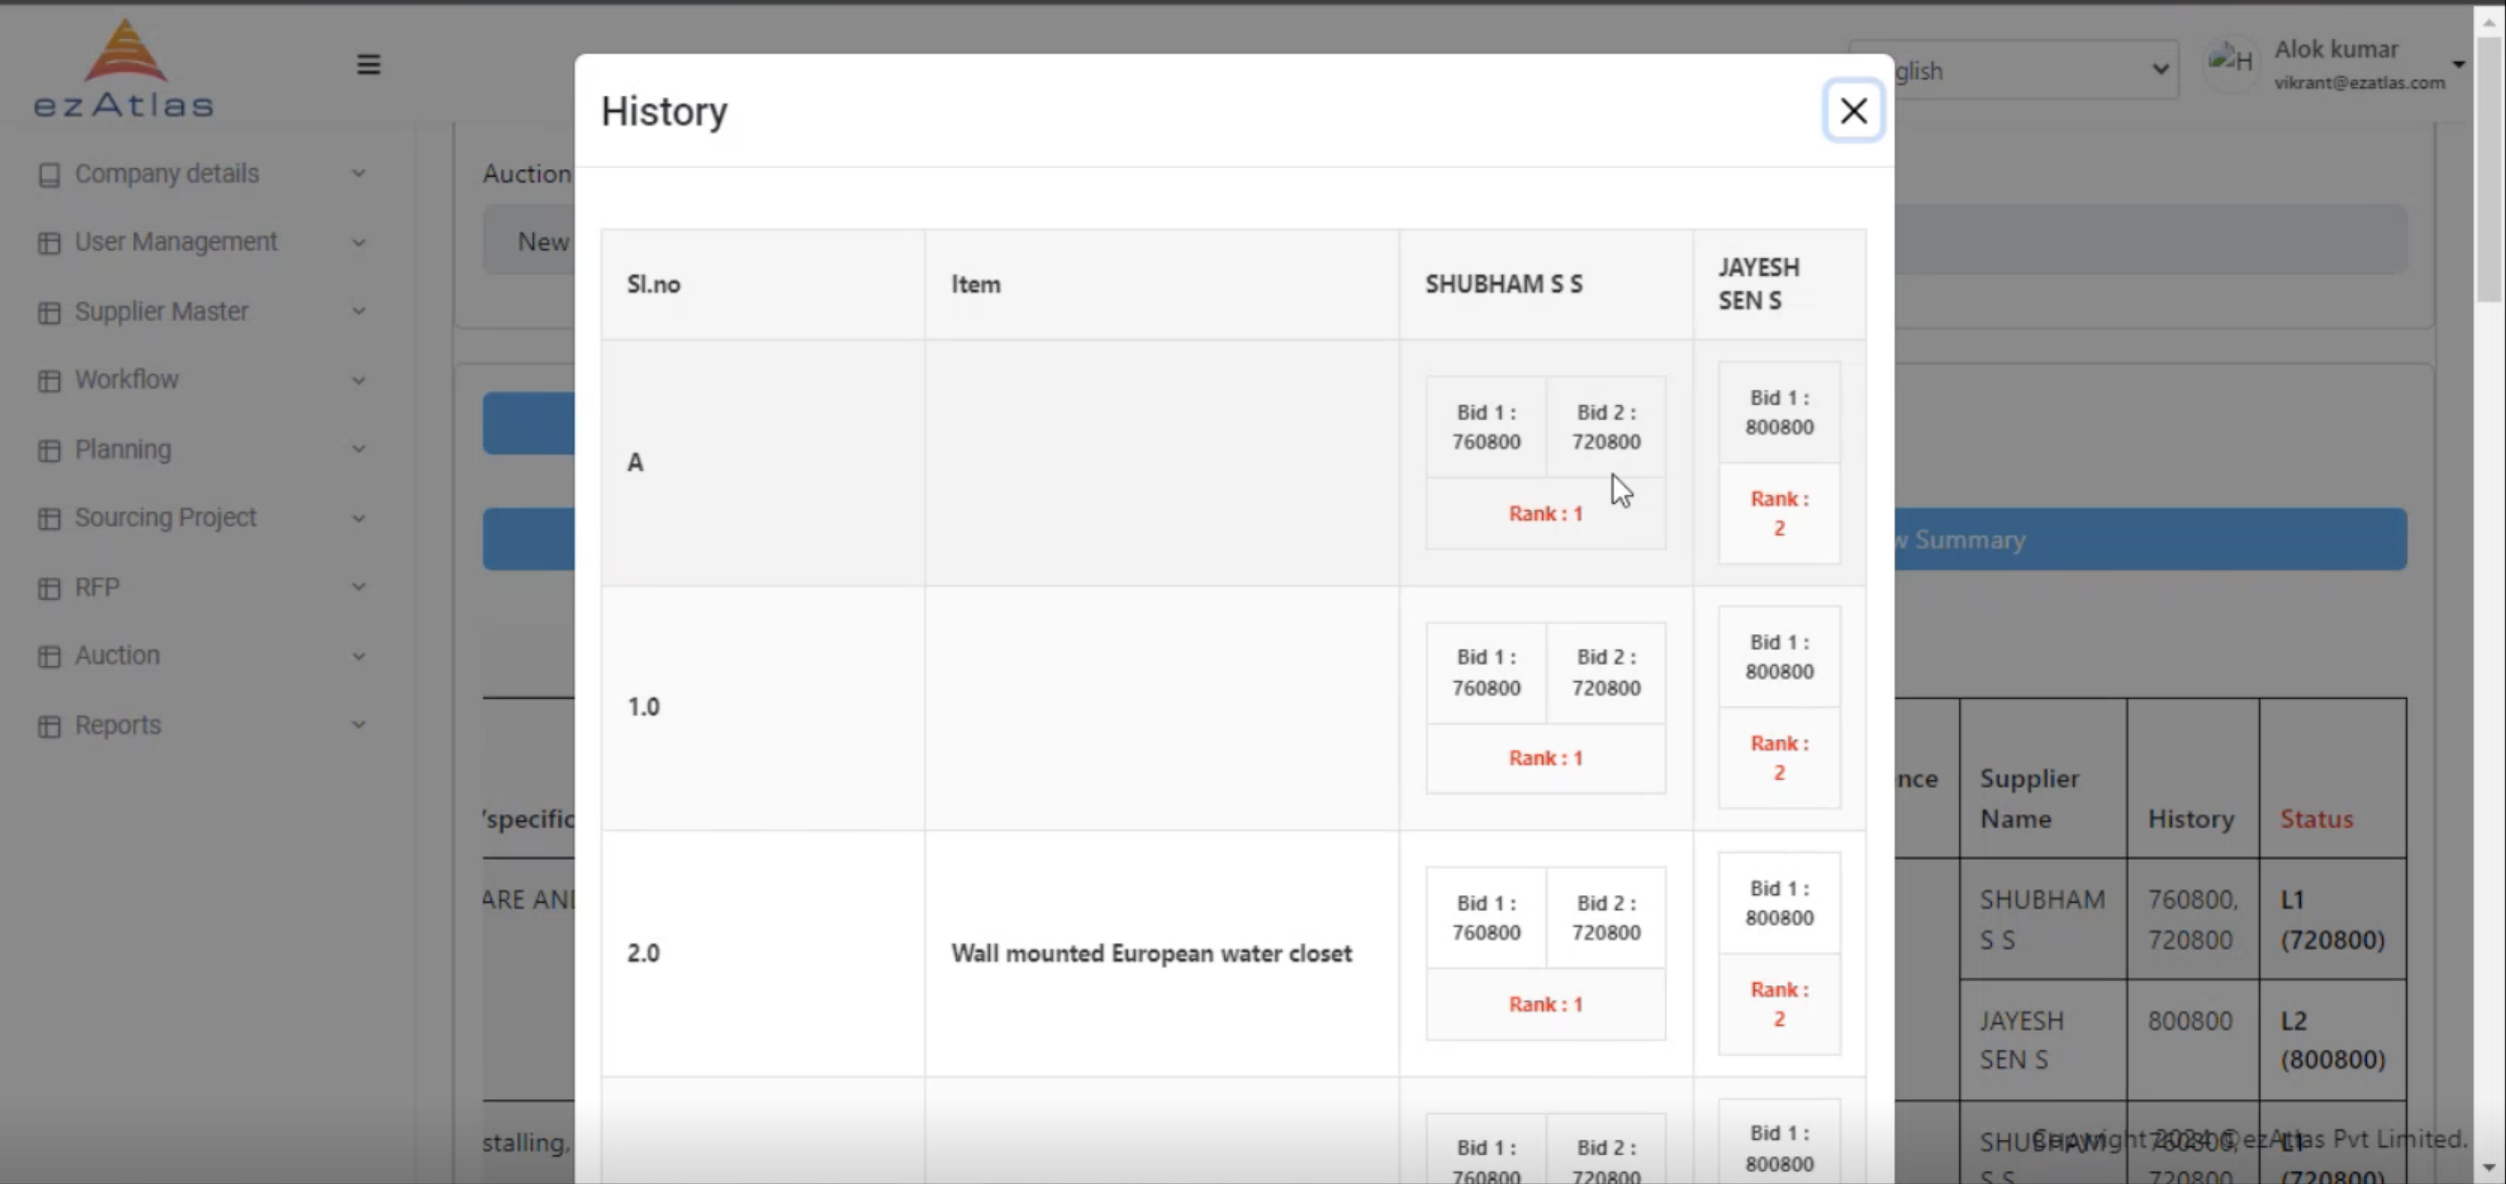 ezAtlas
glish
Alok kumar
vikrant@ezatlas.com
Company details
User Management
Supplier Master
Workflow
Planning
Sourcing Project
RFP
Auction
Reports
Auction
New
History
Sl.no
Item
SHUBHAM S S
JAYESH
SEN S
A
Bid 1 :
760800
Bid 2 :
720800
Rank : 1
Bid 1 :
800800
Rank :
2
1.0
Bid 1 :
760800
Bid 2 :
720800
Rank : 1
Bid 1 :
800800
Rank :
2
2.0
Wall mounted European water closet
Bid 1 :
760800
Bid 2 :
720800
Rank : 1
Bid 1 :
800800
Rank :
2
Bid 1 :
760800
Bid 2 :
720800
Bid 1 :
800800
w Summary
/specific
ARE AND
stalling,
nce
Supplier
Name
History
Status
SHUBHAM
S S
760800,
720800
L1
(720800)
JAYESH
SEN S
800800
L2
(800800)
SHUBHAM
S S
760800,
720800
L1
(720800)
Copyright 2024 © ezAtlas Pvt Limited.